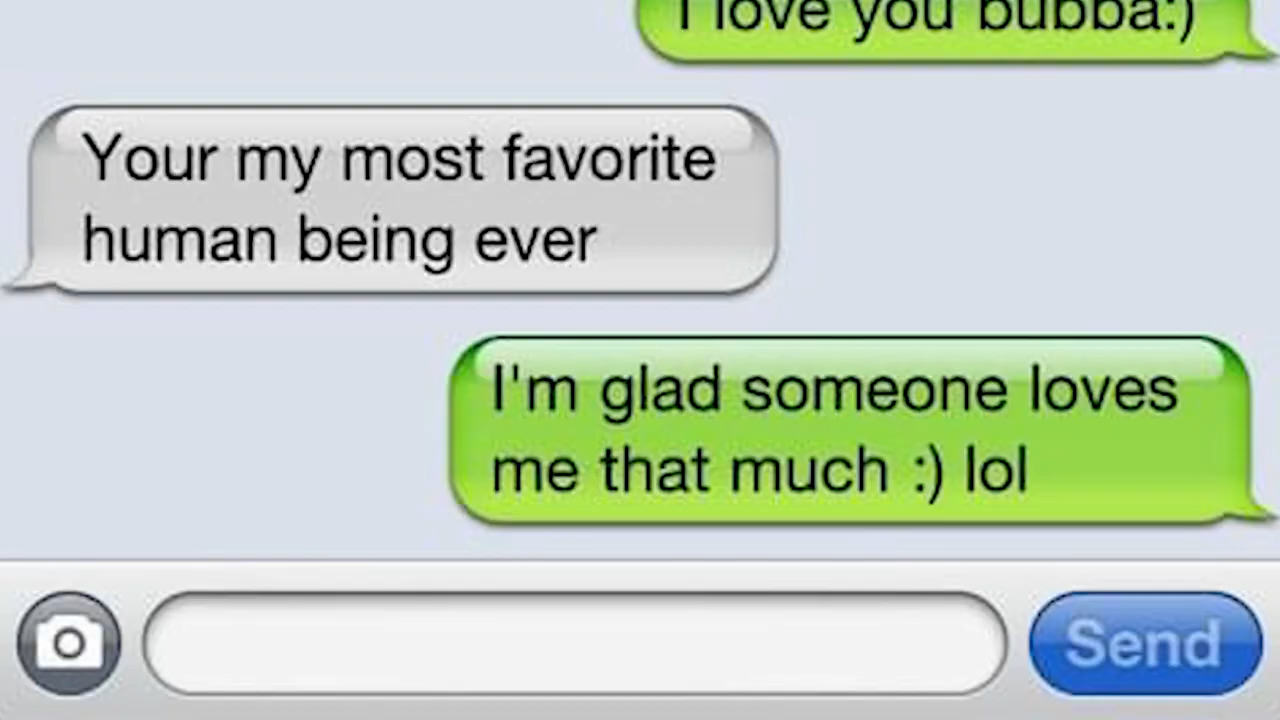 I love you bubba:)
Your my most favorite
human being ever
I'm glad someone loves
me that much :) lol
Send